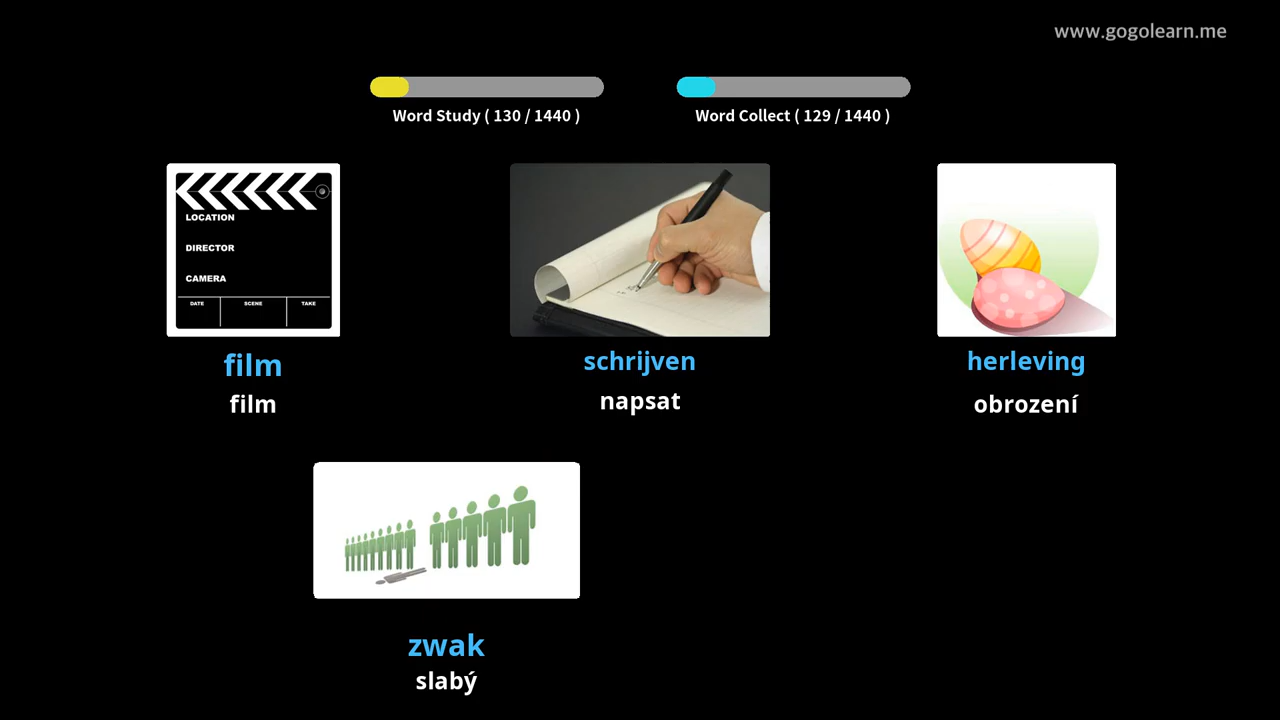 www.gogolearn.me
Word Study ( 130 / 1440 )
Word Collect ( 129 / 1440 )
LOCATION
DIRECTOR
CAMERA
DATE SCENE TAKE
film
film
schrijven
napsat
herleving
obrození
zwak
slabý